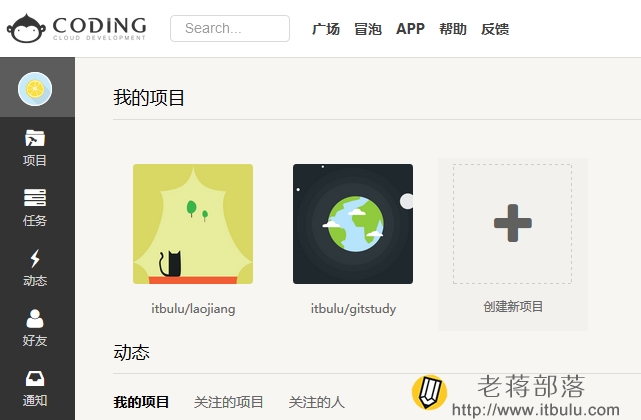 CODING
CLOUD DEVELOPMENT
Search...
广场 冒泡 APP 帮助 反馈
项目
任务
动态
好友
通知
我的项目
itbulu/laojiang
itbulu/gitstudy
创建新项目
动态
我的项目 关注的项目 关注的人
老蒋部落
http://www.itbulu.com